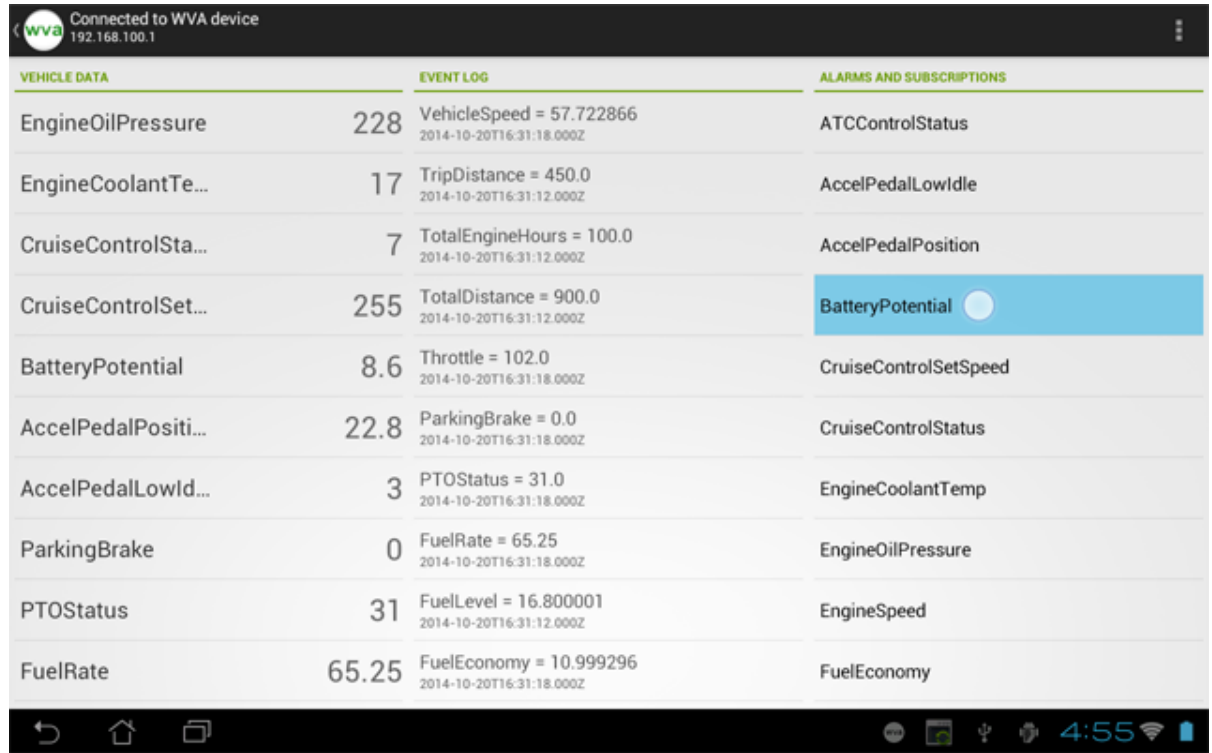 wva
Connected to WVA device
192.168.100.1
VEHICLE DATA
EngineOilPressure 228
EngineCoolantTe... 17
CruiseControlSta... 7
CruiseControlSet... 255
BatteryPotential 8.6
AccelPedalPositi... 22.8
AccelPedalLowId... 3
ParkingBrake 0
PTOStatus 31
FuelRate 65.25
EVENT LOG
VehicleSpeed = 57.722866
2014-10-20T16:31:18.000Z
TripDistance = 450.0
2014-10-20T16:31:12.000Z
TotalEngineHours = 100.0
2014-10-20T16:31:12.000Z
TotalDistance = 900.0
2014-10-20T16:31:12.000Z
Throttle = 102.0
2014-10-20T16:31:18.000Z
ParkingBrake = 0.0
2014-10-20T16:31:18.000Z
PTOStatus = 31.0
2014-10-20T16:31:18.000Z
FuelRate = 65.25
2014-10-20T16:31:18.000Z
FuelLevel = 16.800001
2014-10-20T16:31:12.000Z
FuelEconomy = 10.999296
2014-10-20T16:31:18.000Z
ALARMS AND SUBSCRIPTIONS
ATCControlStatus
AccelPedalLowIdle
AccelPedalPosition
BatteryPotential
CruiseControlSetSpeed
CruiseControlStatus
EngineCoolantTemp
EngineOilPressure
EngineSpeed
FuelEconomy
wva
4:55